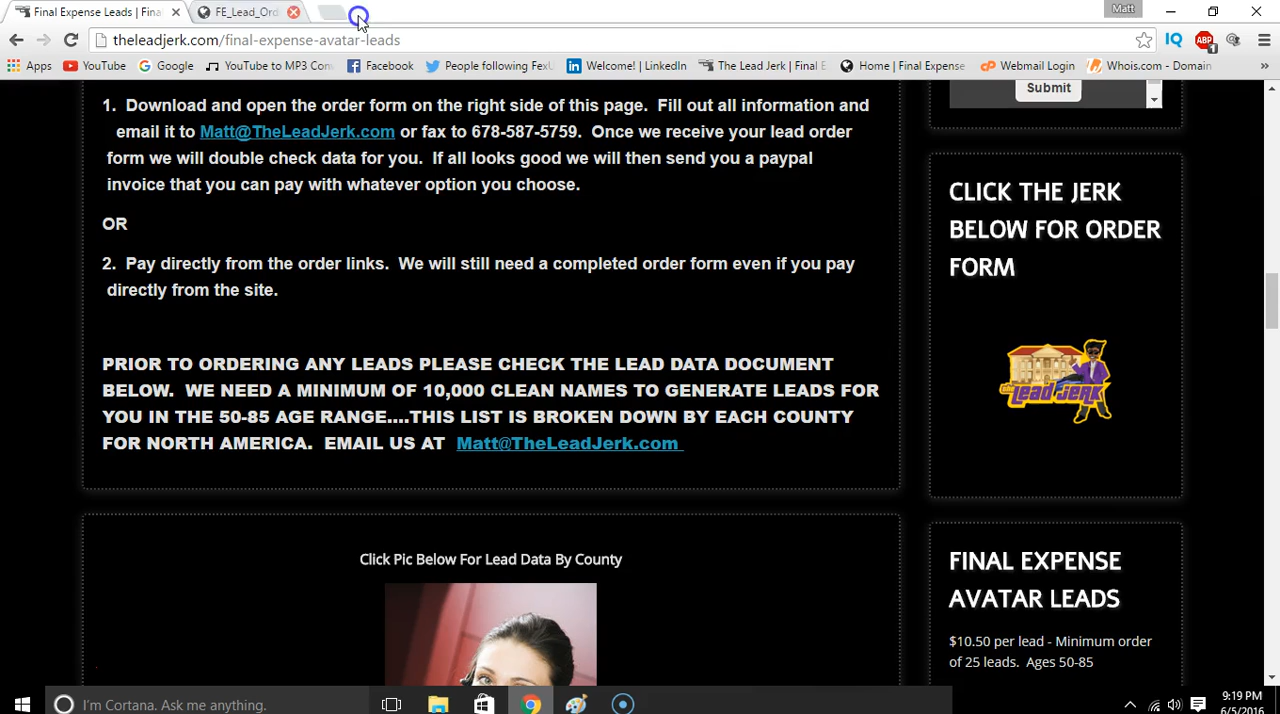 Final Expense Leads | Fina
FE_Lead_Ord
Matt
theleadjerk.com/final-expense-avatar-leads
Apps
YouTube
Google
YouTube to MP3 Con
Facebook
People following FexU
Welcome! | LinkedIn
The Lead Jerk | Final E
Home | Final Expense
Webmail Login
Whois.com - Domain
»
1. Download and open the order form on the right side of this page. Fill out all information and
email it to Matt@TheLeadJerk.com or fax to 678-587-5759. Once we receive your lead order
form we will double check data for you. If all looks good we will then send you a paypal
invoice that you can pay with whatever option you choose.
OR
2. Pay directly from the order links. We will still need a completed order form even if you pay
directly from the site.
PRIOR TO ORDERING ANY LEADS PLEASE CHECK THE LEAD DATA DOCUMENT
BELOW. WE NEED A MINIMUM OF 10,000 CLEAN NAMES TO GENERATE LEADS FOR
YOU IN THE 50-85 AGE RANGE...THIS LIST IS BROKEN DOWN BY EACH COUNTY
FOR NORTH AMERICA. EMAIL US AT Matt@TheLeadJerk.com
Click Pic Below For Lead Data By County
Submit
CLICK THE JERK
BELOW FOR ORDER
FORM
the Lead Jerk
FINAL EXPENSE
AVATAR LEADS
$10.50 per lead - Minimum order
of 25 leads. Ages 50-85
I'm Cortana. Ask me anything.
9:19 PM
6/5/2016
IQ
ABP
1